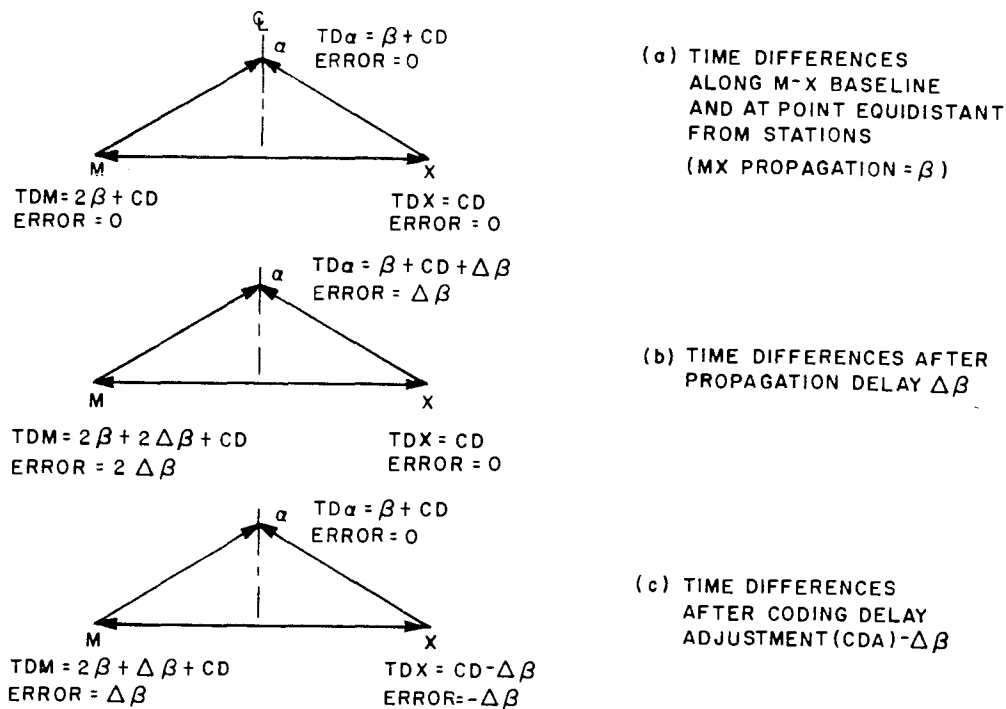 ℄
α
TDα = β + CD
ERROR = 0
M
X
TDM = 2β + CD
ERROR = 0
TDX = CD
ERROR = 0
(a) TIME DIFFERENCES
ALONG M-X BASELINE
AND AT POINT EQUIDISTANT
FROM STATIONS
(MX PROPAGATION = β)
α
TDα = β + CD + Δβ
ERROR = Δβ
M
X
TDM = 2β + 2Δβ + CD
ERROR = 2Δβ
TDX = CD
ERROR = 0
(b) TIME DIFFERENCES AFTER
PROPAGATION DELAY Δβ
α
TDα = β + CD
ERROR = 0
M
X
TDM = 2β + Δβ + CD
ERROR = Δβ
TDX = CD-Δβ
ERROR=-Δβ
(c) TIME DIFFERENCES
AFTER CODING DELAY
ADJUSTMENT (CDA)-Δβ